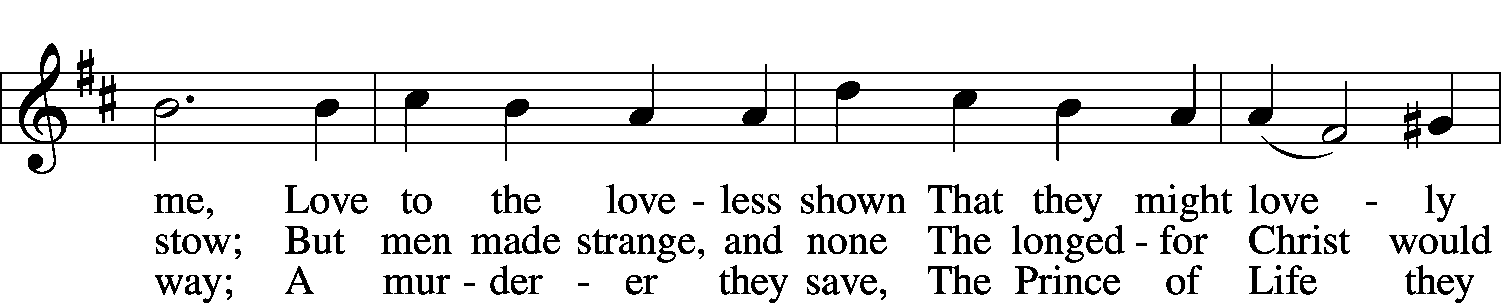 me, Love to the love - less shown That they might love - ly
stow; But men made strange, and none The longed - for Christ would
way; A mur - der - er they save, The Prince of Life they